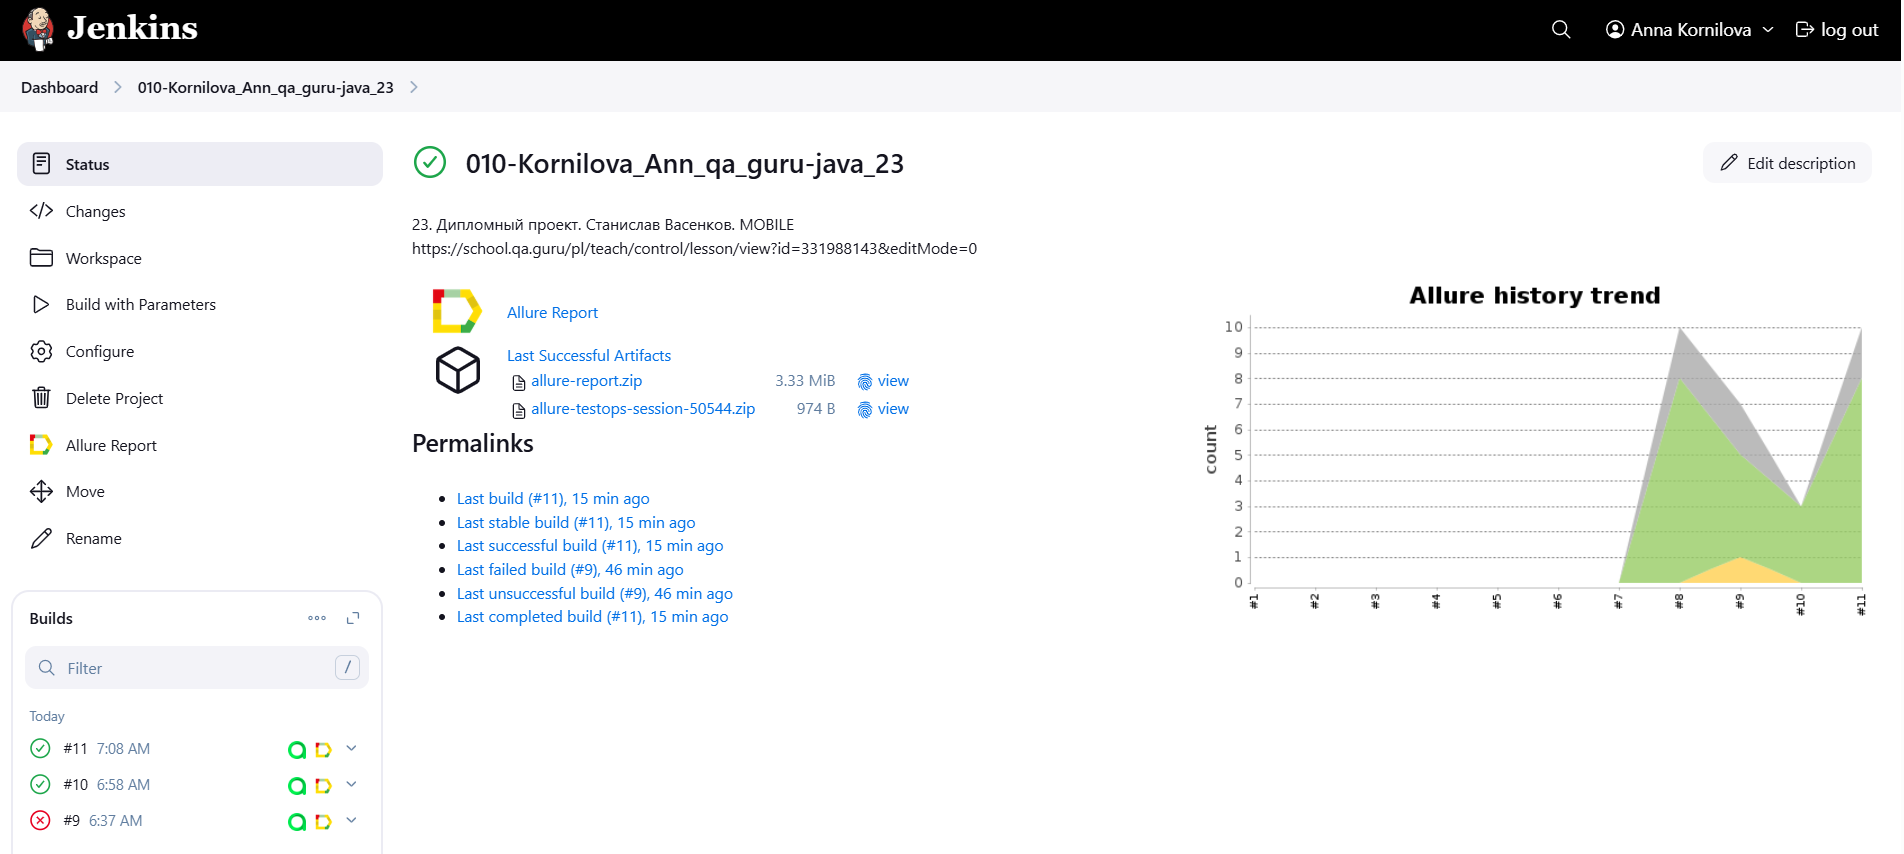 Jenkins
Anna Kornilova
log out
Dashboard
010-Kornilova_Ann_qa_guru-java_23
Status
Changes
Workspace
Build with Parameters
Configure
Delete Project
Allure Report
Move
Rename
Builds
Filter
/
Today
#11 7:08 AM
#10 6:58 AM
#9 6:37 AM
010-Kornilova_Ann_qa_guru-java_23
Edit description
23. Дипломный проект. Станислав Васенков. MOBILE
https://school.qa.guru/pl/teach/control/lesson/view?id=331988143&editMode=0
Allure Report
Last Successful Artifacts
allure-report.zip 3.33 MiB view
allure-testops-session-50544.zip 974 B view
Permalinks
Last build (#11), 15 min ago
Last stable build (#11), 15 min ago
Last successful build (#11), 15 min ago
Last failed build (#9), 46 min ago
Last unsuccessful build (#9), 46 min ago
Last completed build (#11), 15 min ago
Allure history trend
count
10
9
8
7
6
5
4
3
2
1
0
#1
#2
#3
#4
#5
#6
#7
#8
#9
#10
#11